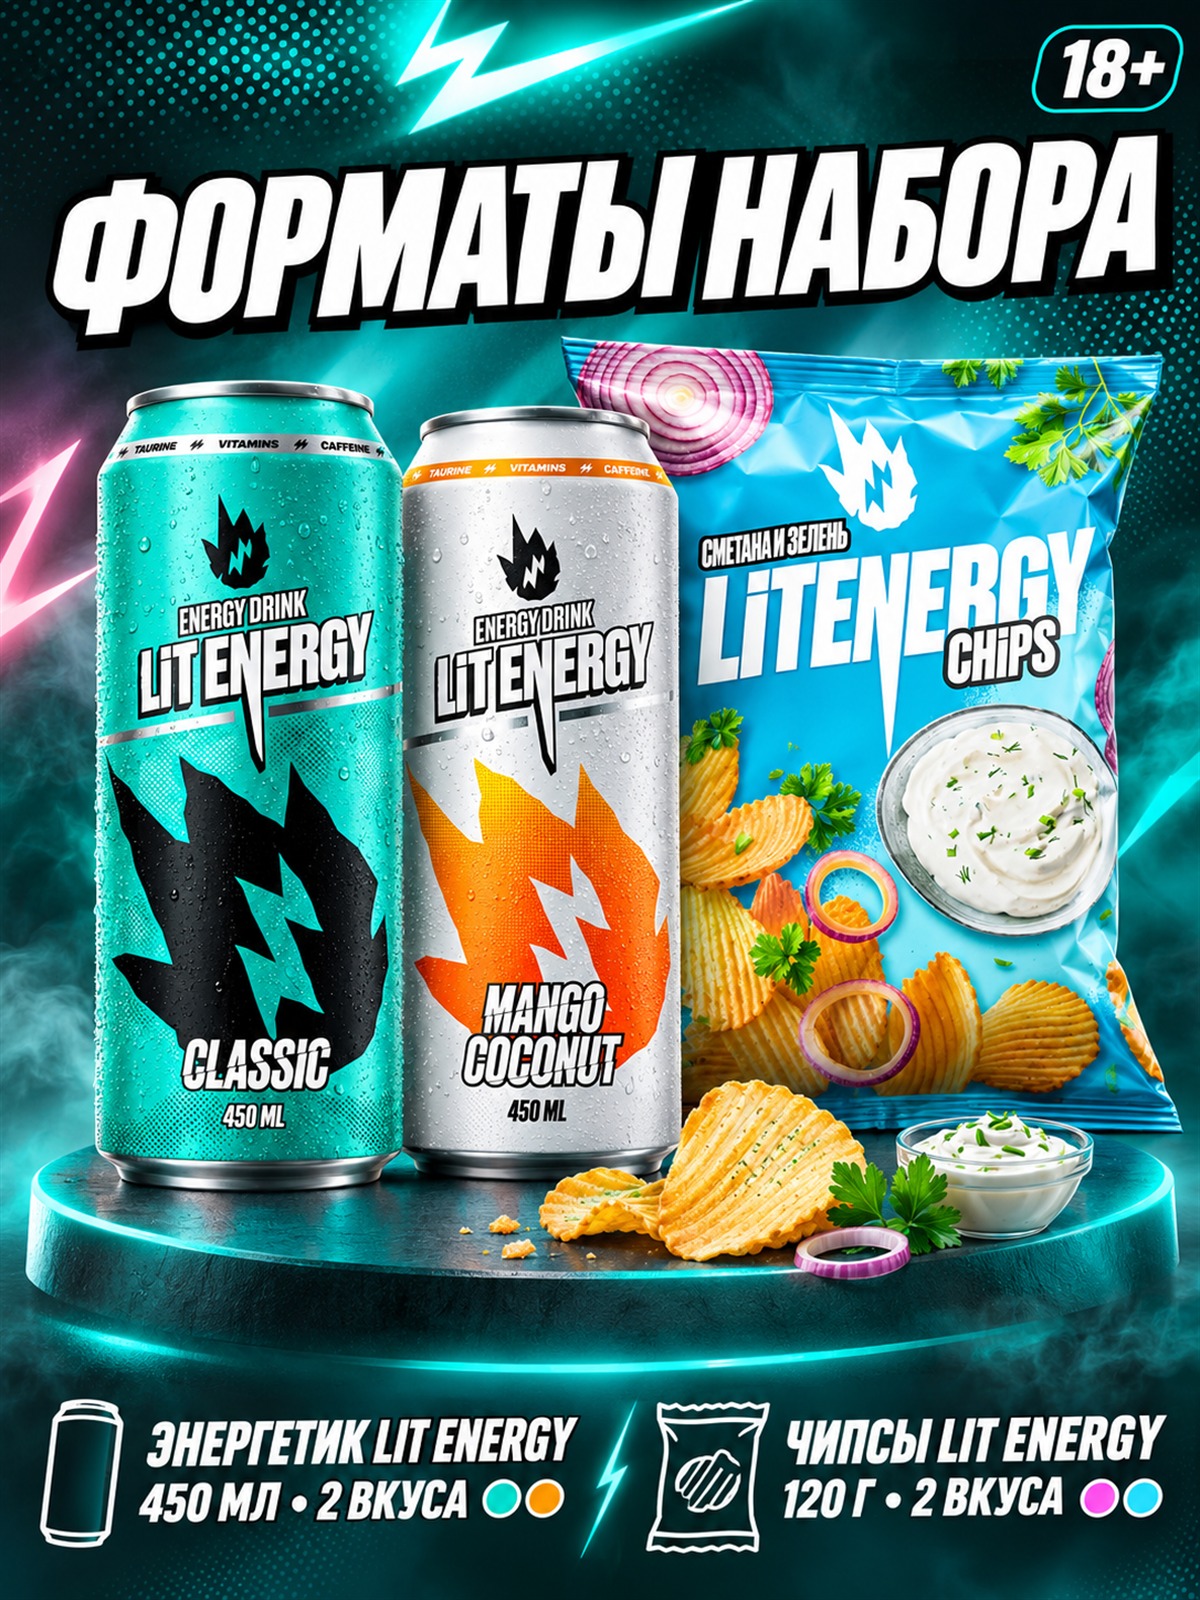 18+
ФОРМАТЫ НАБОРА
TAURINE VITAMINS CAFFEINE
ENERGY DRINK
LiT ENERGY
CLASSIC
450 ML
TAURINE VITAMINS CAFFEINE
ENERGY DRINK
LiT ENERGY
MANGO
COCONUT
450 ML
СМЕТАНА И ЗЕЛЕНЬ
LiTENERGY
CHiPS
ЭНЕРГЕТИК LIT ENERGY
450 МЛ • 2 ВКУСА
ЧИПСЫ LIT ENERGY
120 Г • 2 ВКУСА